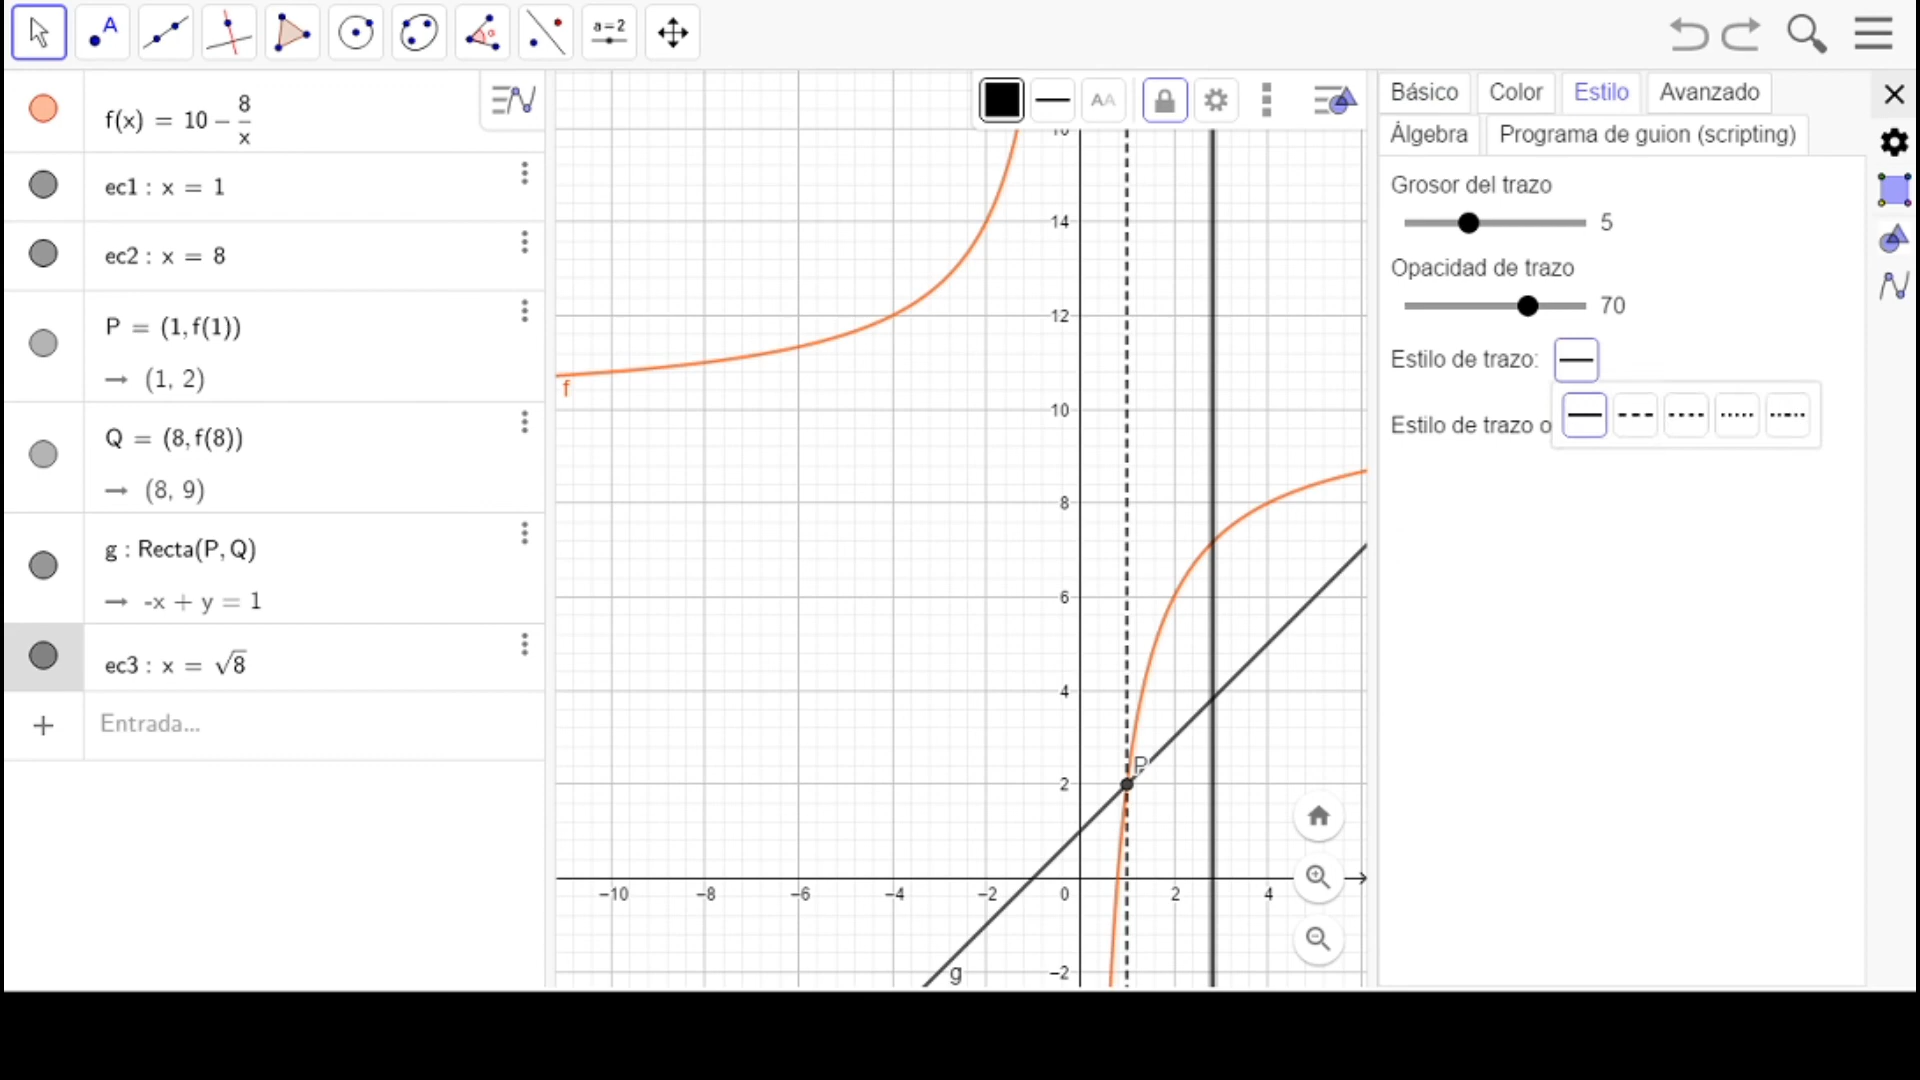 A
a=2
f(x) = 10 − 8/x
ec1 : x = 1
ec2 : x = 8
P = (1, f(1))
→ (1, 2)
Q = (8, f(8))
→ (8, 9)
g : Recta(P, Q)
→ -x + y = 1
ec3 : x = √8
+ Entrada...
AA
16
14
12
10
8
6
4
2
0
−2
−10 −8 −6 −4 −2 2 4
f
P
g
Básico Color Estilo Avanzado
Álgebra Programa de guion (scripting)
Grosor del trazo
5
Opacidad de trazo
70
Estilo de trazo:
Estilo de trazo o